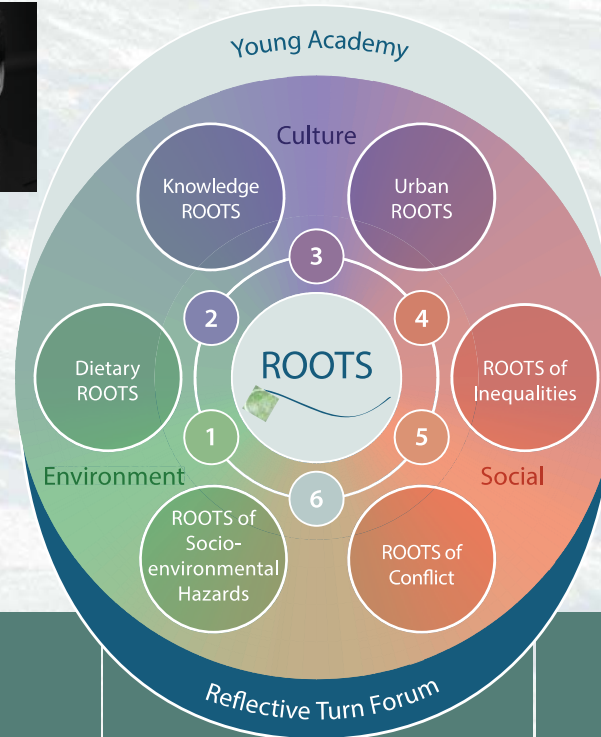 Young Academy
Culture
Knowledge
ROOTS
Urban
ROOTS
3
2
4
ROOTS
Dietary
ROOTS
ROOTS of
Inequalities
1
5
Environment
Social
6
ROOTS of
Socio-
environmental
Hazards
ROOTS of
Conflict
Reflective Turn Forum